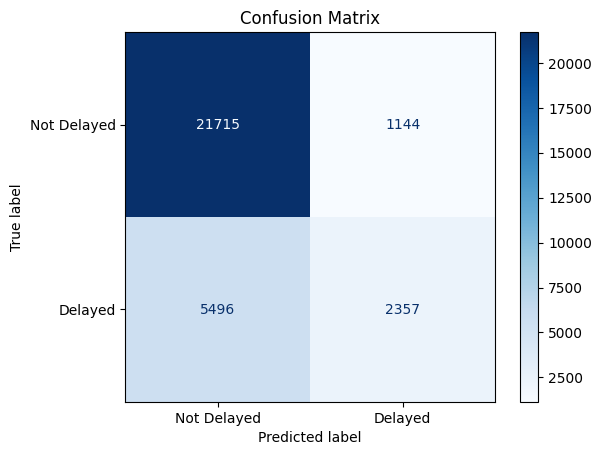 Confusion Matrix
True label
Not Delayed
21715
1144
Delayed
5496
2357
Not Delayed
Delayed
Predicted label
20000
17500
15000
12500
10000
7500
5000
2500